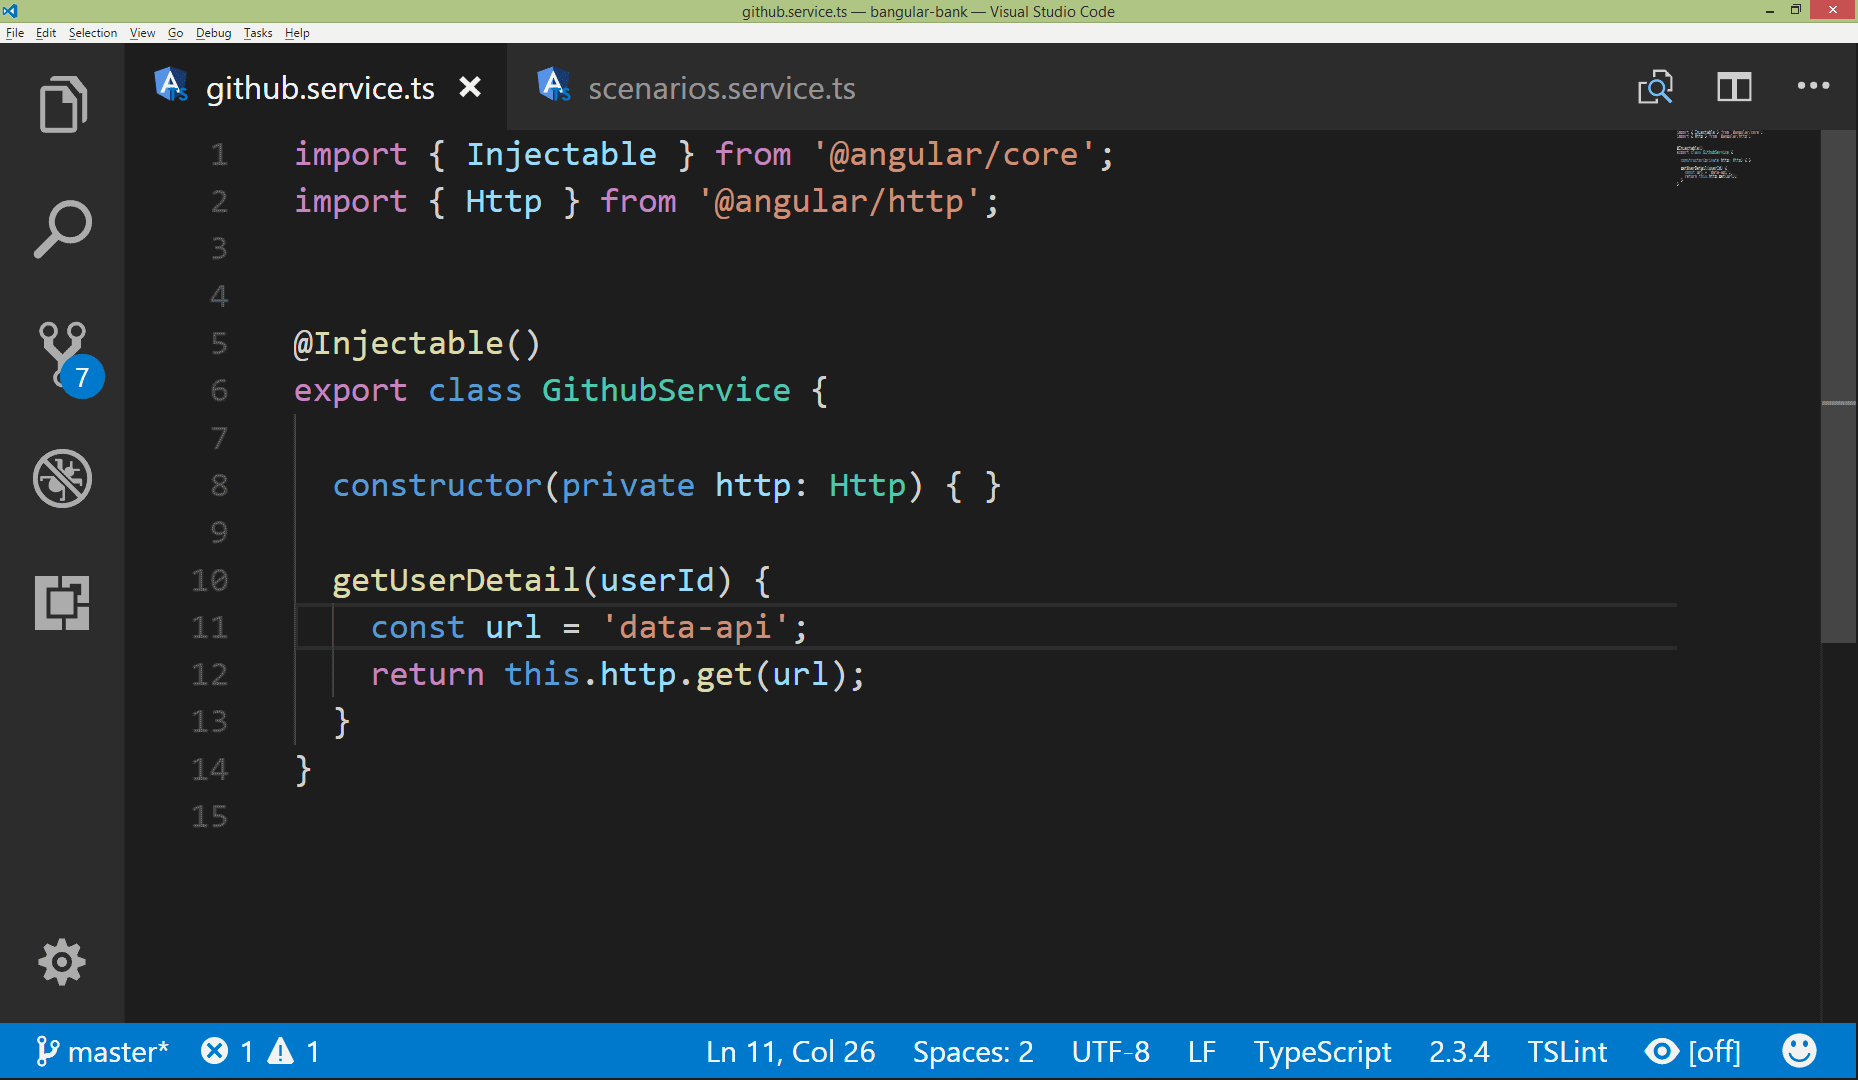 github.service.ts — bangular-bank — Visual Studio Code
File Edit Selection View Go Debug Tasks Help
github.service.ts scenarios.service.ts
1 import { Injectable } from '@angular/core';
2 import { Http } from '@angular/http';
3
4
5 @Injectable()
6 export class GithubService {
7
8 constructor(private http: Http) { }
9
10 getUserDetail(userId) {
11 const url = 'data-api';
12 return this.http.get(url);
13 }
14 }
15
7
master* 1 1 Ln 11, Col 26 Spaces: 2 UTF-8 LF TypeScript 2.3.4 TSLint [off]